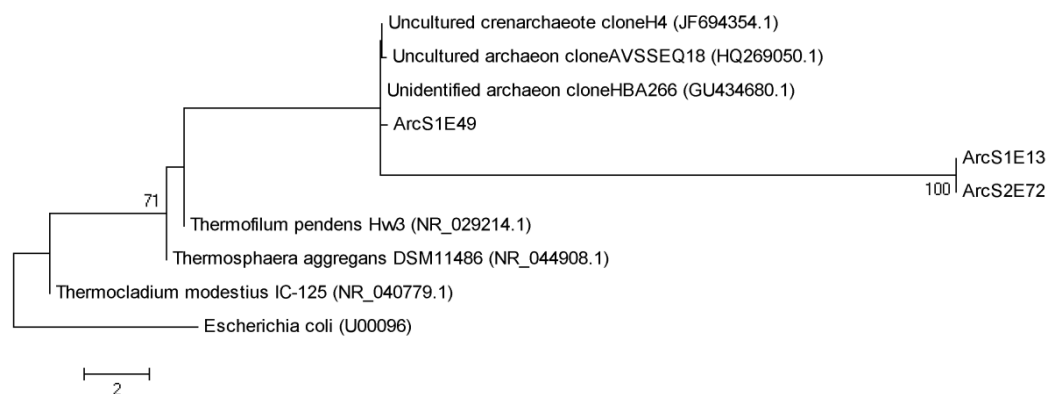 Uncultured crenarchaeote cloneH4 (JF694354.1)
Uncultured archaeon cloneAVSSEQ18 (HQ269050.1)
Unidentified archaeon cloneHBA266 (GU434680.1)
ArcS1E49
ArcS1E13
100
ArcS2E72
71
Thermofilum pendens Hw3 (NR_029214.1)
Thermosphaera aggregans DSM11486 (NR_044908.1)
Thermocladium modestius IC-125 (NR_040779.1)
Escherichia coli (U00096)
2